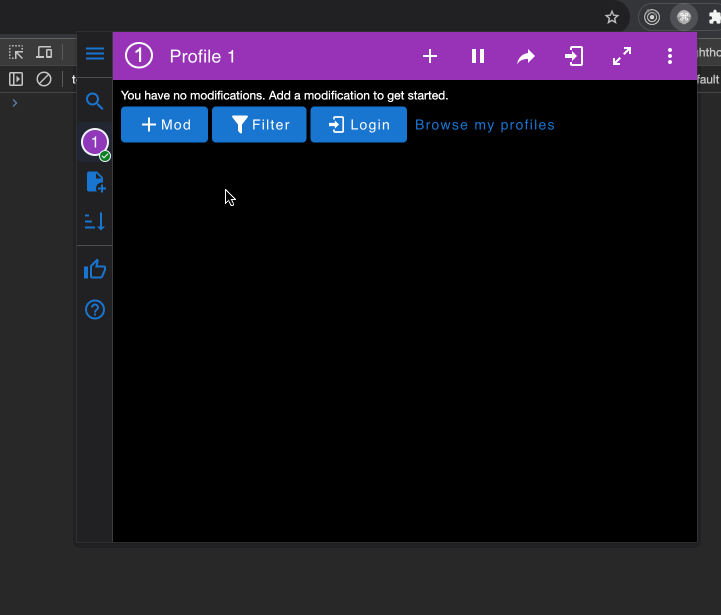 1 Profile 1
ghtho
fault
t
You have no modifications. Add a modification to get started.
Mod Filter Login Browse my profiles
1